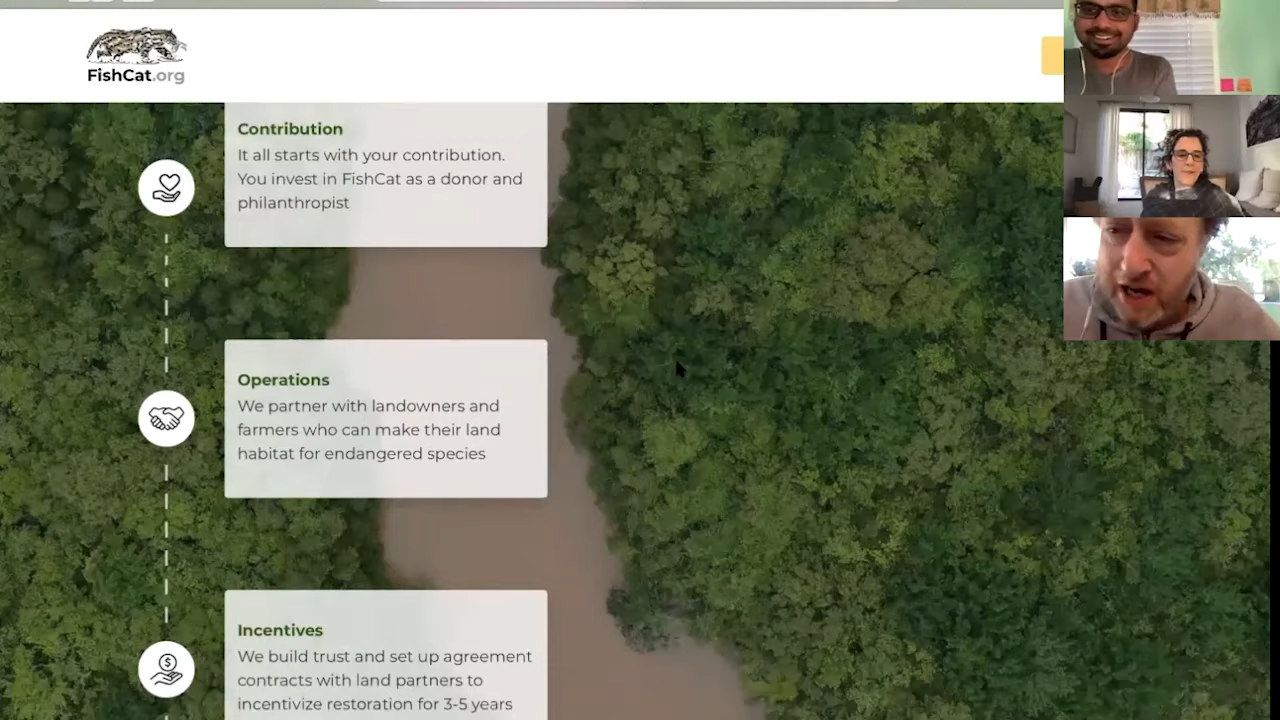 FishCat.org
Contribution
It all starts with your contribution.
You invest in FishCat as a donor and
philanthropist
Operations
We partner with landowners and
farmers who can make their land
habitat for endangered species
Incentives
We build trust and set up agreement
contracts with land partners to
incentivize restoration for 3-5 years